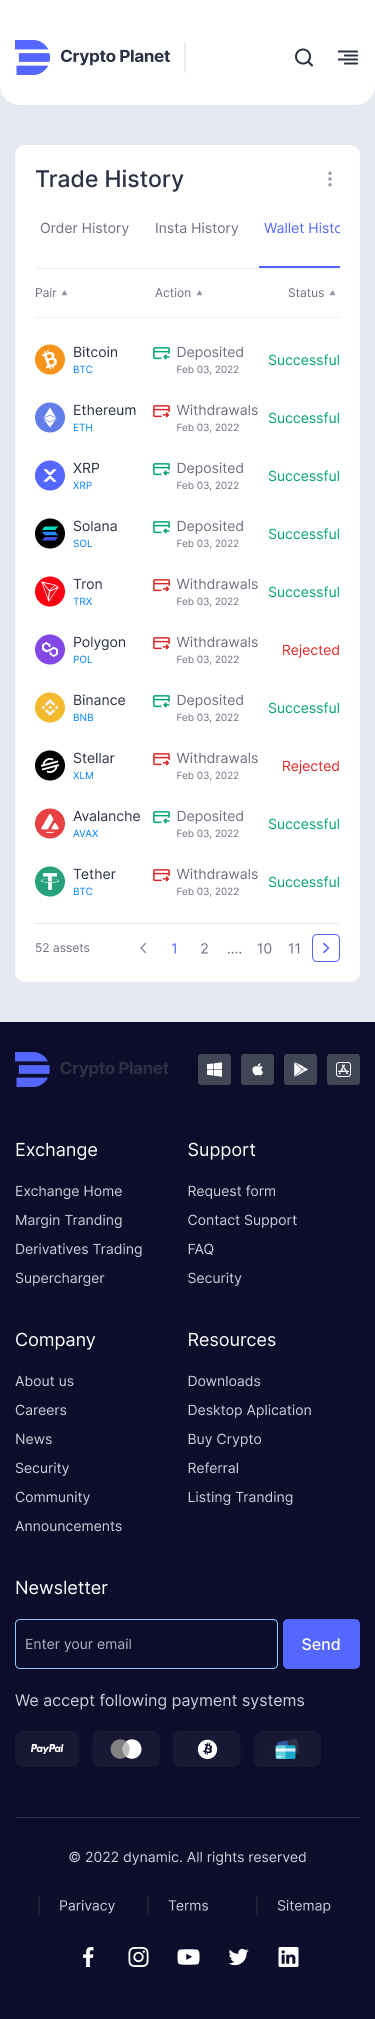 Crypto Planet
Trade History
Order History Insta History Wallet Histo
Pair Action Status
Bitcoin Deposited Successful
BTC Feb 03, 2022
Ethereum Withdrawals Successful
ETH Feb 03, 2022
XRP Deposited Successful
XRP Feb 03, 2022
Solana Deposited Successful
SOL Feb 03, 2022
Tron Withdrawals Successful
TRX Feb 03, 2022
Polygon Withdrawals Rejected
POL Feb 03, 2022
Binance Deposited Successful
BNB Feb 03, 2022
Stellar Withdrawals Rejected
XLM Feb 03, 2022
Avalanche Deposited Successful
AVAX Feb 03, 2022
Tether Withdrawals Successful
BTC Feb 03, 2022
52 assets 1 2 .... 10 11
Crypto Planet
Exchange
Exchange Home
Margin Tranding
Derivatives Trading
Supercharger
Support
Request form
Contact Support
FAQ
Security
Company
About us
Careers
News
Security
Community
Announcements
Resources
Downloads
Desktop Aplication
Buy Crypto
Referral
Listing Tranding
Newsletter
Enter your email Send
We accept following payment systems
PayPal
© 2022 dynamic. All rights reserved
Parivacy Terms Sitemap